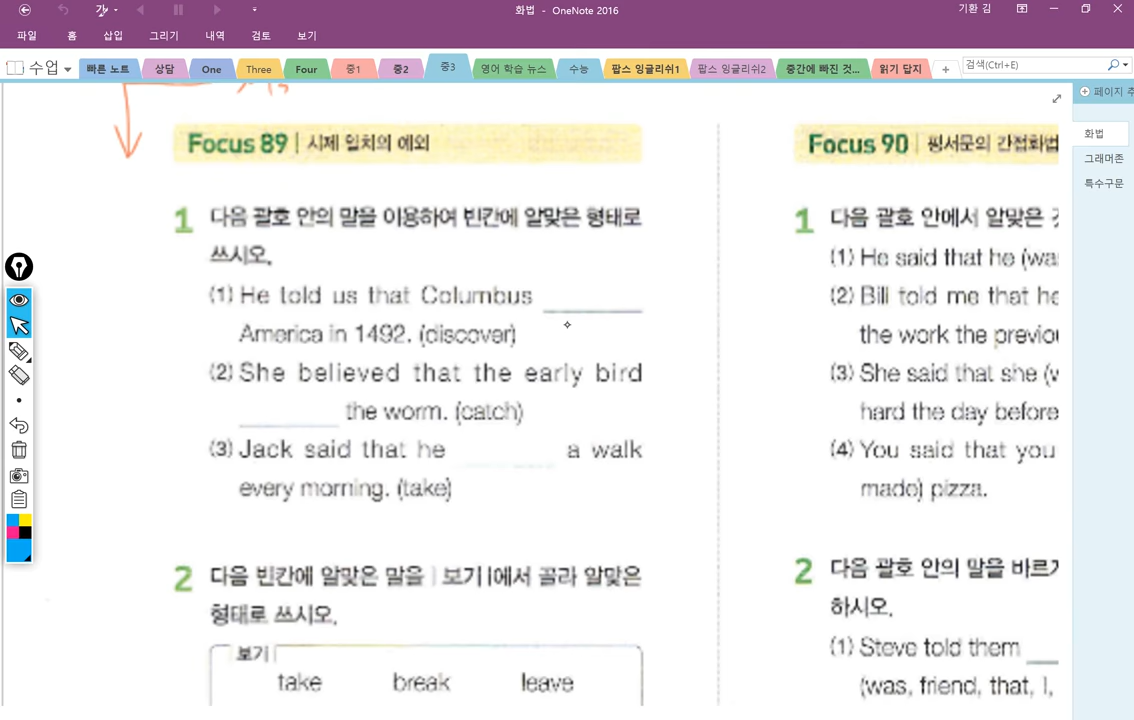 화법 - OneNote 2016
기환 김
파일 홈 삽입 그리기 내역 검토 보기
수업 빠른 노트 상담 One Three Four 중1 중2 중3 영어 학습 뉴스 수능 팝스 잉글리쉬1 팝스 잉글리쉬2 중간에 빠진 것... 읽기 답지 + 검색(Ctrl+E)
페이지 추
화법
그래머존
특수구문
Focus 89 | 시제 일치의 예외
1 다음 괄호 안의 말을 이용하여 빈칸에 알맞은 형태로
쓰시오.
(1) He told us that Columbus ______
America in 1492. (discover)
(2) She believed that the early bird
______ the worm. (catch)
(3) Jack said that he ______ a walk
every morning. (take)
2 다음 빈칸에 알맞은 말을 |보기|에서 골라 알맞은
형태로 쓰시오.
보기
take break leave
Focus 90 | 평서문의 간접화법
1 다음 괄호 안에서 알맞은
(1) He said that he (wa
(2) Bill told me that he
the work the previou
(3) She said that she (w
hard the day before
(4) You said that you
made) pizza.
2 다음 괄호 안의 말을 바르게
하시오.
(1) Steve told them ___
(was, friend, that, I,